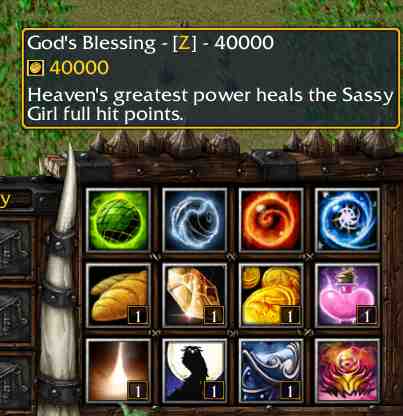 God's Blessing - [Z] - 40000
40000
Heaven's greatest power heals the Sassy
Girl full hit points.
y
1 1 1 1
1 1 1